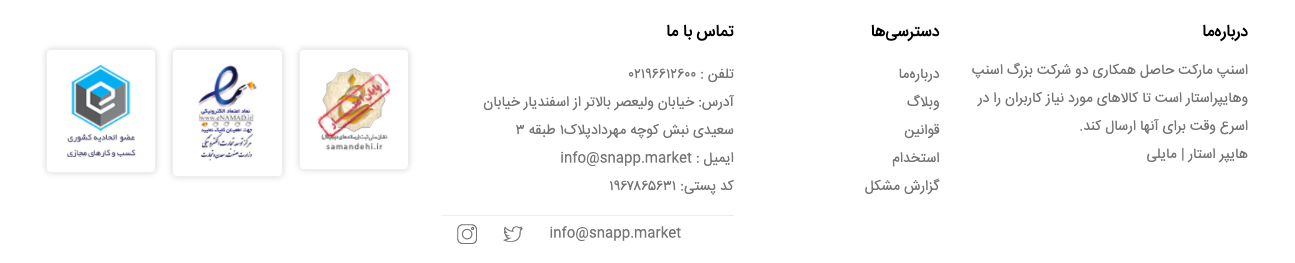 درباره‌ما
اسنپ مارکت حاصل همکاری دو شرکت بزرگ اسنپ
وهایپراستار است تا کالاهای مورد نیاز کاربران را در
اسرع وقت برای آنها ارسال کند.
هایپر استار | مایلی
دسترسی‌ها
درباره‌ما
وبلاگ
قوانین
استخدام
گزارش مشکل
تماس با ما
تلفن : ۰۲۱۹۶۶۱۲۶۰۰
آدرس: خیابان ولیعصر بالاتر از اسفندیار خیابان
سعیدی نبش کوچه مهردادپلاک۱ طبقه ۳
ایمیل : info@snapp.market
کد پستی: ۱۹۶۷۸۶۵۶۳۱
info@snapp.market
samandehi.ir
نماد اعتماد الکترونیکی
www.eNAMAD.ir
عضو اتحادیه کشوری
کسب و کارهای مجازی